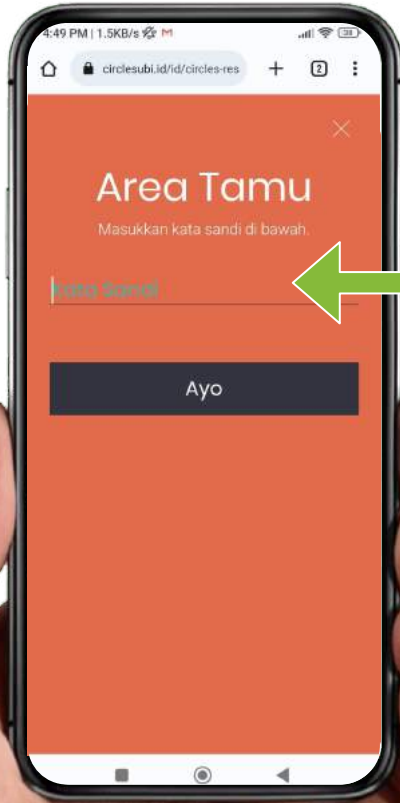 4:49 PM | 1.5KB/s
38
circlesubi.id/id/circles-res
2
Area Tamu
Masukkan kata sandi di bawah.
Kata Sandi
Ayo